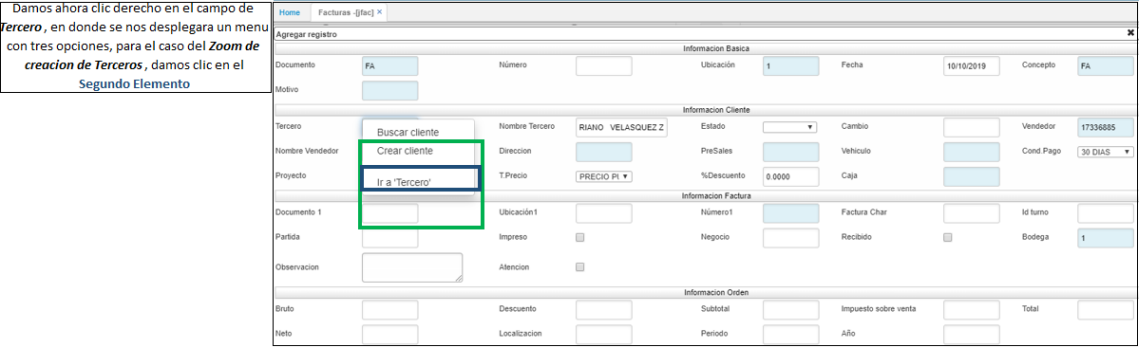 Damos ahora clic derecho en el campo de
Tercero , en donde se nos desplegara un menu
con tres opciones, para el caso del Zoom de
creacion de Terceros , damos clic en el
Segundo Elemento
Home Facturas -[jfac] ×
Agregar registro ✖
Informacion Basica
Documento FA Número Ubicación 1 Fecha 10/10/2019 Concepto FA
Motivo
Informacion Cliente
Tercero Nombre Tercero RIANO VELASQUEZ Z Estado Cambio Vendedor 17336885
Buscar cliente
Nombre Vendedor Crear cliente Direccion PreSales Vehiculo Cond.Pago 30 DIAS
Proyecto Ir a 'Tercero' T.Precio PRECIO PI %Descuento 0.0000 Caja
Informacion Factura
Documento 1 Ubicación1 Número1 Factura Char Id turno
Partida Impreso Negocio Recibido Bodega 1
Observacion Atencion
Informacion Orden
Bruto Descuento Subtotal Impuesto sobre venta Total
Neto Localizacion Periodo Año